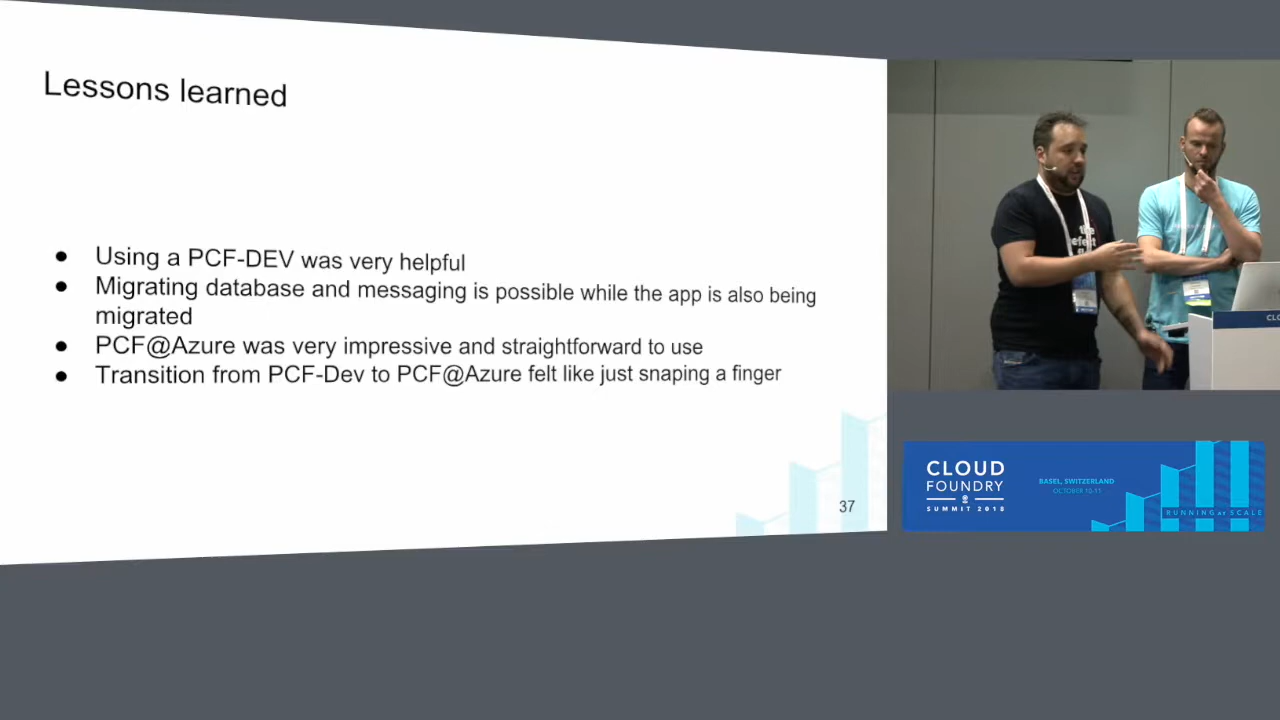 Lessons learned
● Using a PCF-DEV was very helpful
● Migrating database and messaging is possible while the app is also being
migrated
● PCF@Azure was very impressive and straightforward to use
● Transition from PCF-Dev to PCF@Azure felt like just snaping a finger
37
the
CLOUD
FOUNDRY
SUMMIT 2018
BASEL, SWITZERLAND
OCTOBER 10-11
RUNNING at SCALE